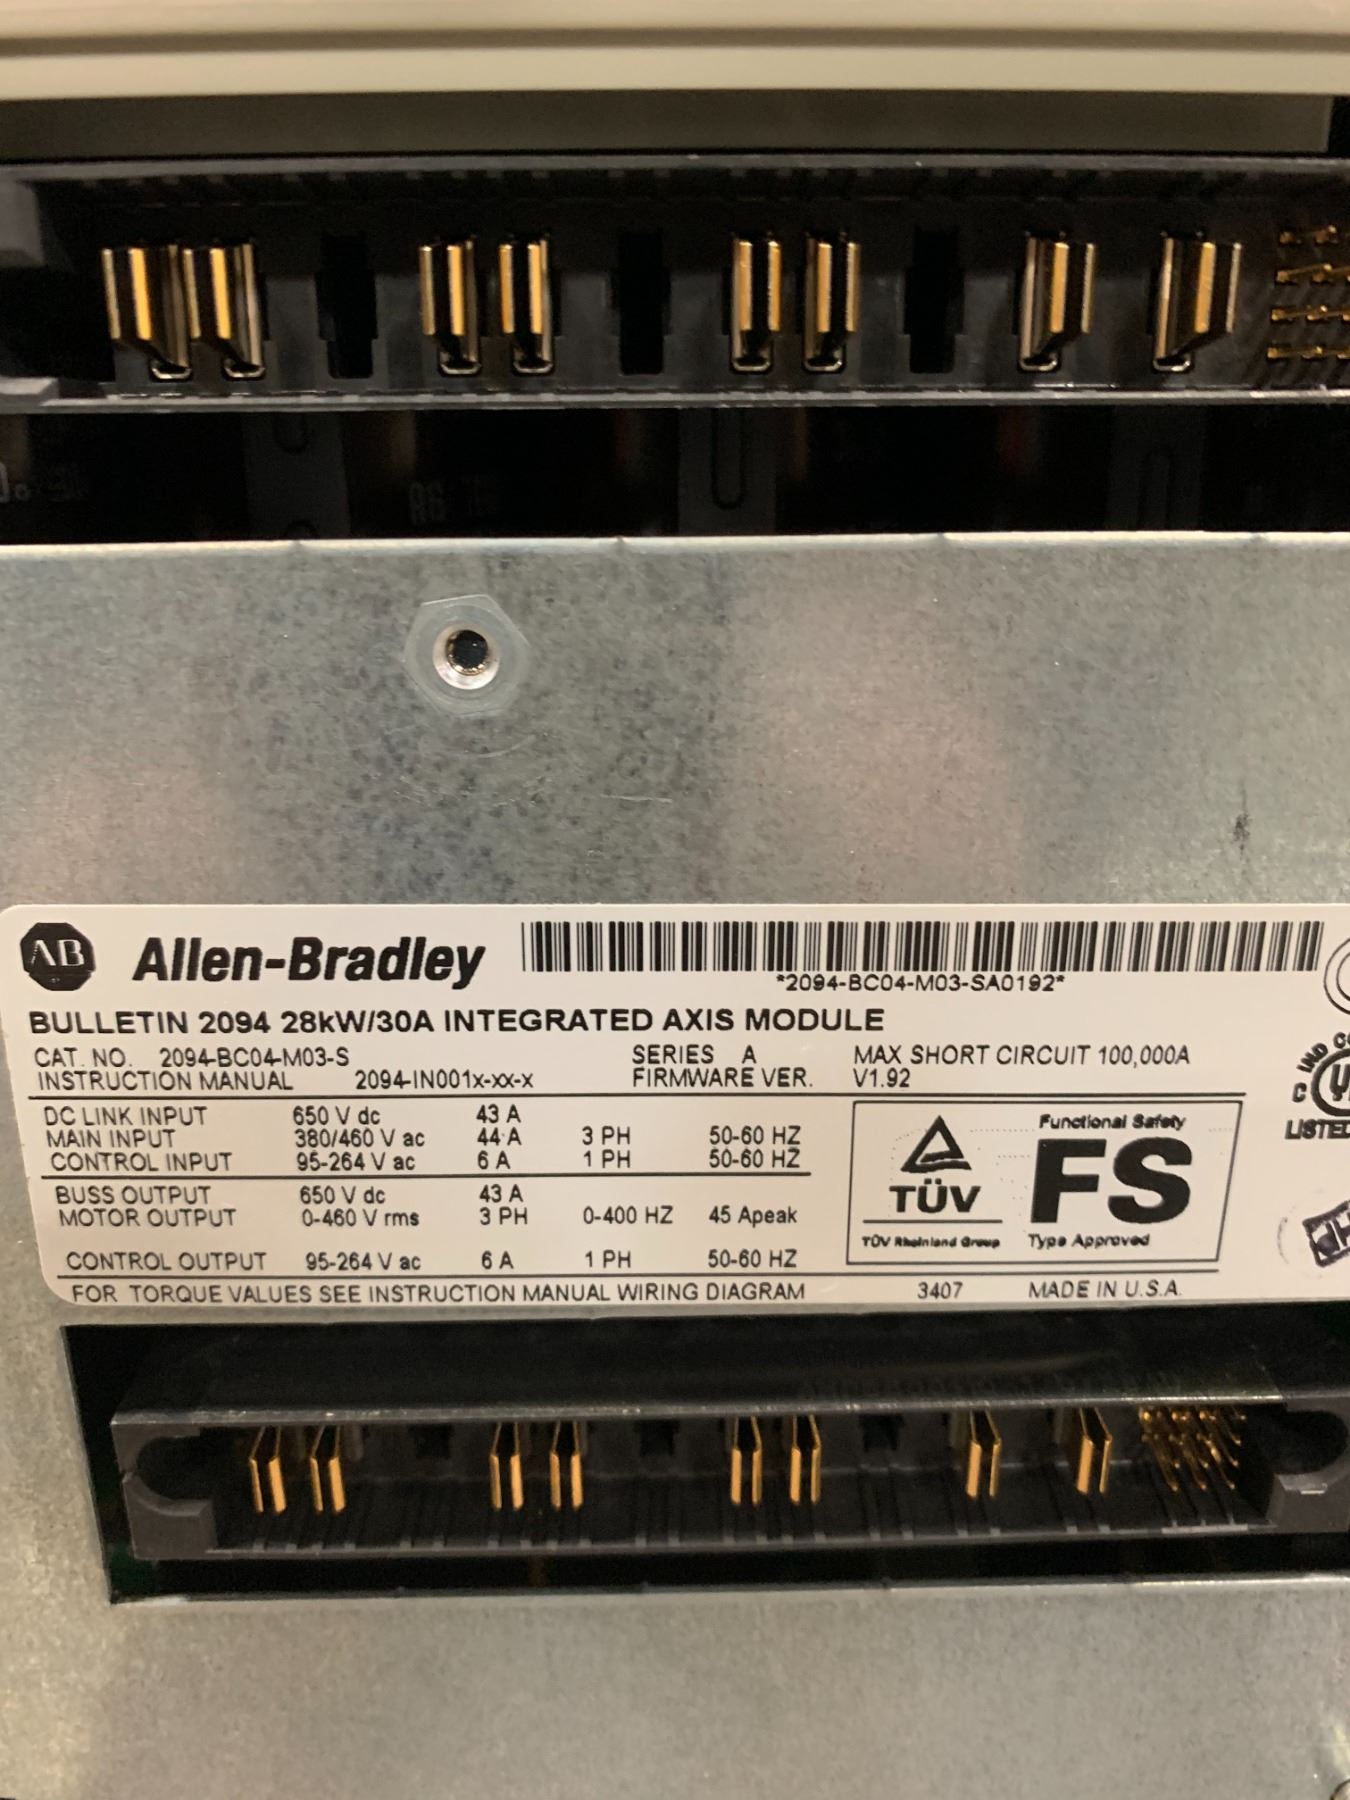 AB Allen-Bradley
*2094-BC04-M03-SA0192*
BULLETIN 2094 28kW/30A INTEGRATED AXIS MODULE
CAT. NO. 2094-BC04-M03-S SERIES A MAX SHORT CIRCUIT 100,000A
INSTRUCTION MANUAL 2094-IN001x-xx-x FIRMWARE VER. V1.92
DC LINK INPUT 650 V dc 43 A
MAIN INPUT 380/460 V ac 44 A 3 PH 50-60 HZ
CONTROL INPUT 95-264 V ac 6 A 1 PH 50-60 HZ
BUSS OUTPUT 650 V dc 43 A
MOTOR OUTPUT 0-460 V rms 3 PH 0-400 HZ 45 Apeak
CONTROL OUTPUT 95-264 V ac 6 A 1 PH 50-60 HZ
FOR TORQUE VALUES SEE INSTRUCTION MANUAL WIRING DIAGRAM 3407 MADE IN U.S.A.
TÜV
TÜV Rheinland Group
Functional Safety
FS
Type Approved
IND CO
C U
LISTED